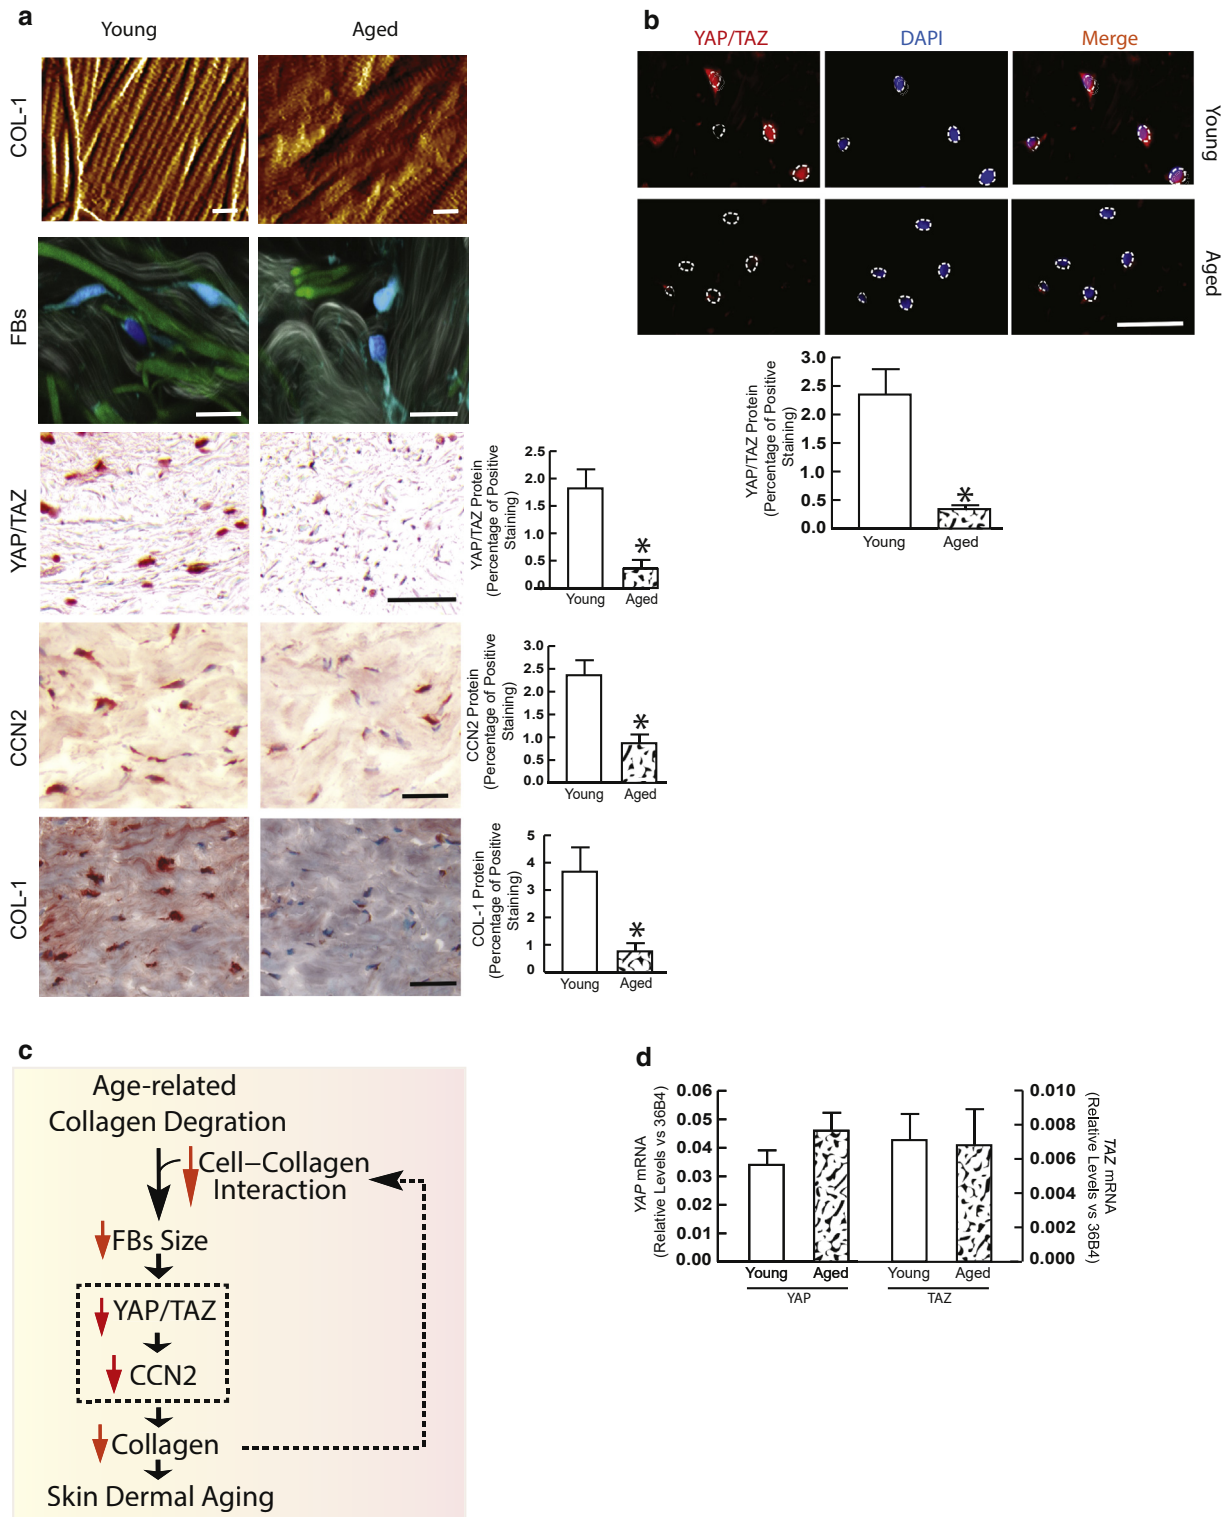 a
Young
Aged
COL-1
FBs
YAP/TAZ
YAP/TAZ Protein
(Percentage of Positive
Staining)
2.5
2.0
1.5
1.0
0.5
0.0
*
Young
Aged
CCN2
CCN2 Protein
(Percentage of Positive
Staining)
3.0
2.5
2.0
1.5
1.0
0.5
0.0
*
Young
Aged
COL-1
COL-1 Protein
(Percentage of Positive
Staining)
5
4
3
2
1
0
*
Young
Aged
b
YAP/TAZ
DAPI
Merge
Young
Aged
YAP/TAZ Protein
(Percentage of Positive
Staining)
3.0
2.5
2.0
1.5
1.0
0.5
0.0
*
Young
Aged
c
Age-related
Collagen Degration
Cell–Collagen
Interaction
FBs Size
YAP/TAZ
CCN2
Collagen
Skin Dermal Aging
d
YAP mRNA
(Relative Levels vs 36B4)
0.06
0.05
0.04
0.03
0.02
0.01
0.00
0.010
0.008
0.006
0.004
0.002
0.000
TAZ mRNA
(Relative Levels vs 36B4)
Young
Aged
Young
Aged
YAP
TAZ